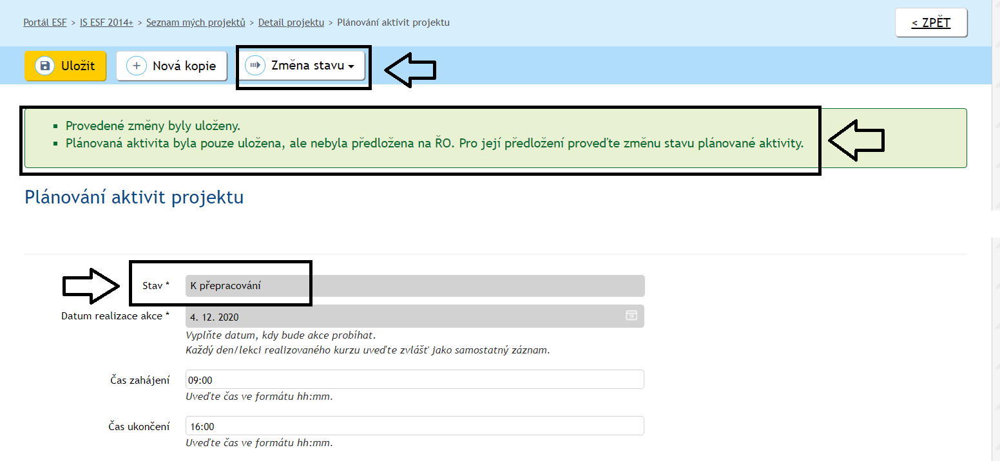 Portál ESF > IS ESF 2014+ > Seznam mých projektů > Detail projektu > Plánování aktivit projektu
< ZPĚT
Uložit
Nová kopie
Změna stavu
Provedené změny byly uloženy.
Plánovaná aktivita byla pouze uložena, ale nebyla předložena na ŘO. Pro její předložení proveďte změnu stavu plánované aktivity.
Plánování aktivit projektu
Stav * K přepracování
Datum realizace akce * 4. 12. 2020
Vyplňte datum, kdy bude akce probíhat.
Každý den/lekci realizovaného kurzu uveďte zvlášť jako samostatný záznam.
Čas zahájení 09:00
Uveďte čas ve formátu hh:mm.
Čas ukončení 16:00
Uveďte čas ve formátu hh:mm.